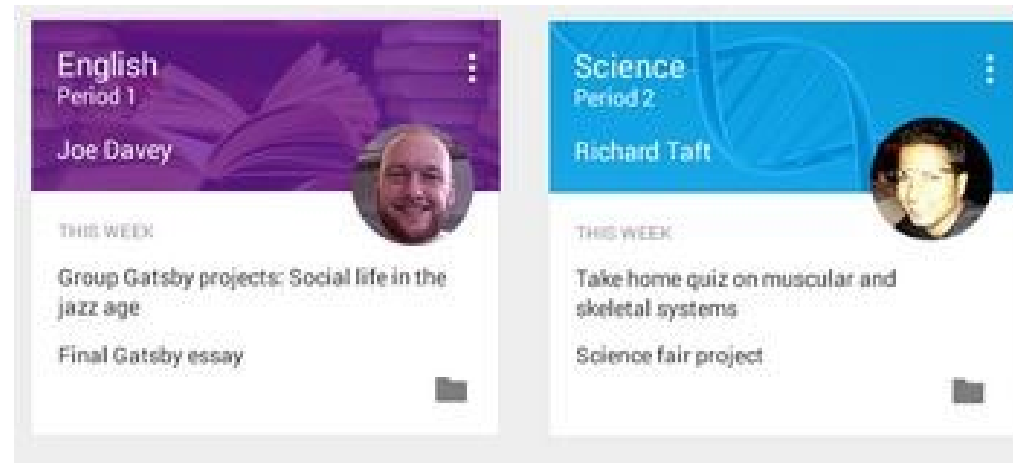 English
Period 1
Joe Davey
THIS WEEK
Group Gatsby projects: Social life in the
jazz age
Final Gatsby essay
Science
Period 2
Richard Taft
THIS WEEK
Take home quiz on muscular and
skeletal systems
Science fair project